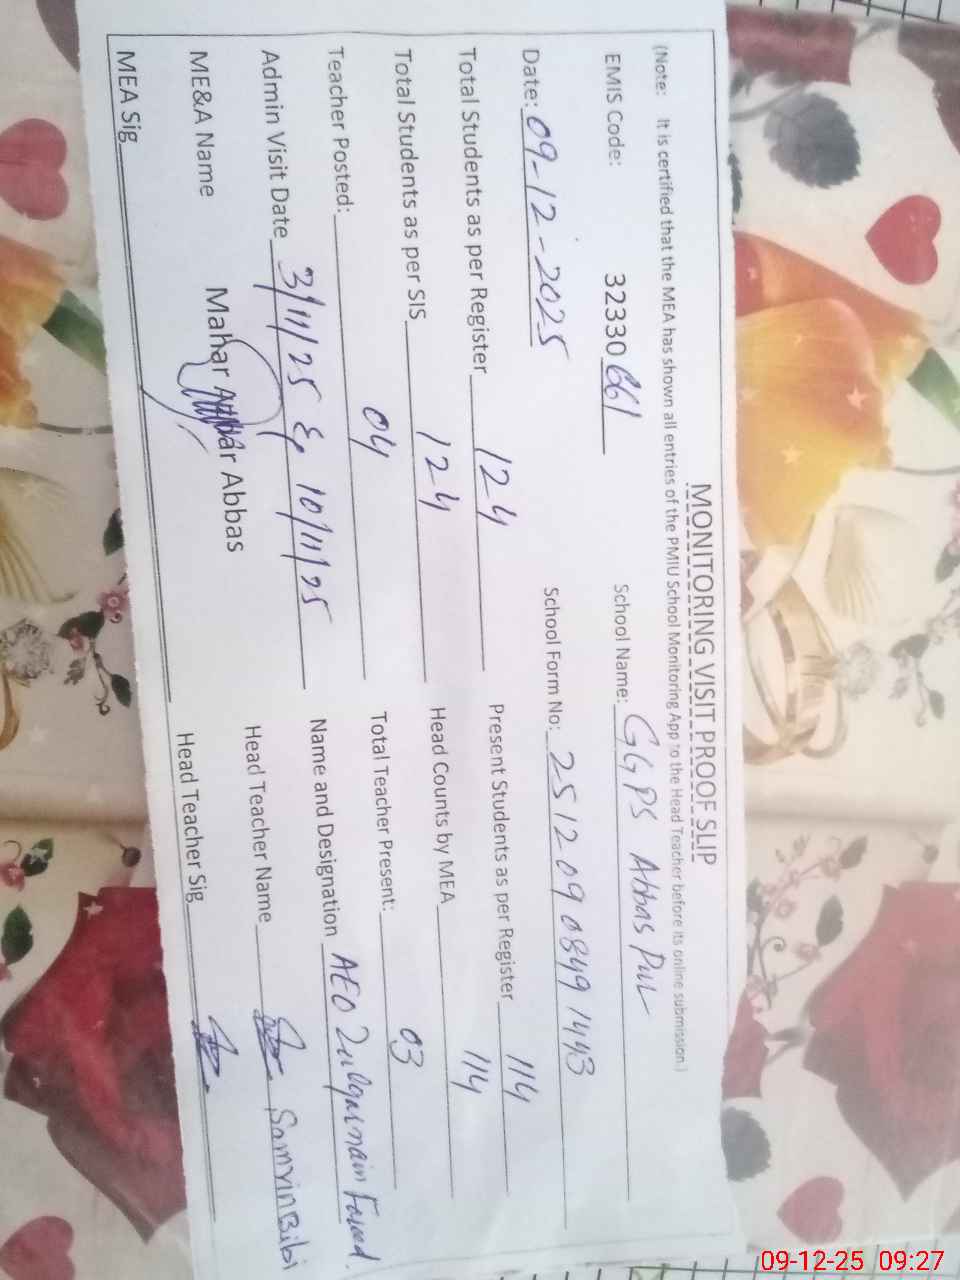 MONITORING VISIT PROOF SLIP
(Note: It is certified that the MEA has shown all entries of the PMIU School Monitoring App to the Head Teacher before its online submission.)
EMIS Code: 32330661 School Name: GGPS Abbas Pur
Date: 09-12-2025 School Form No: 25120908491443
Total Students as per Register 124 Present Students as per Register 114
Total Students as per SIS 124 Head Counts by MEA 114
Teacher Posted: 04 Total Teacher Present: 03
Admin Visit Date 3/11/25 & 10/11/25 Name and Designation AEO Zulqarnain Fareed.
ME&A Name Mahar Abbas Head Teacher Name Samrin Bibi
MEA Sig Head Teacher Sig
09-12-25 09:27